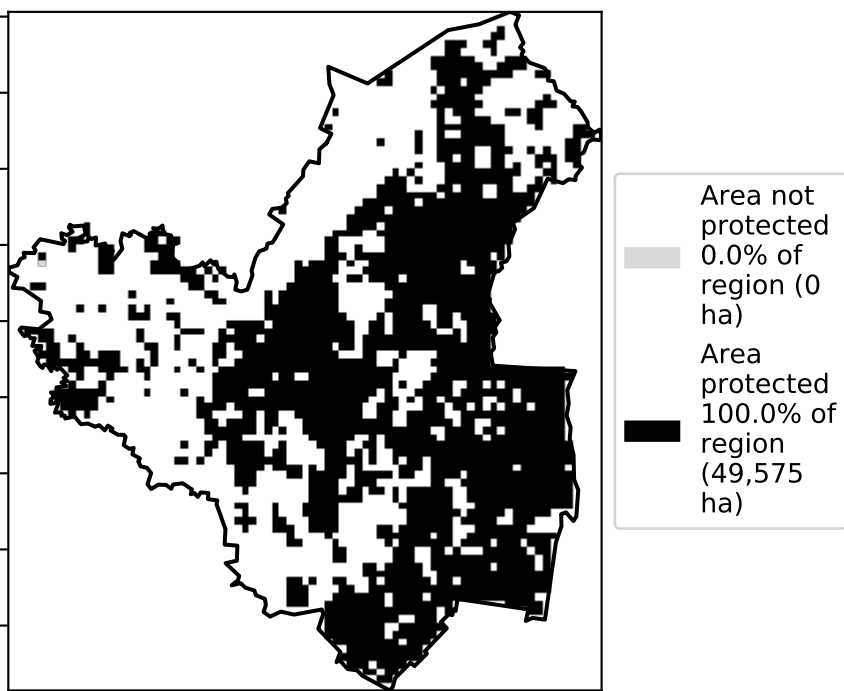 Area not
protected
0.0% of
region (0
ha)
Area
protected
100.0% of
region
(49,575
ha)